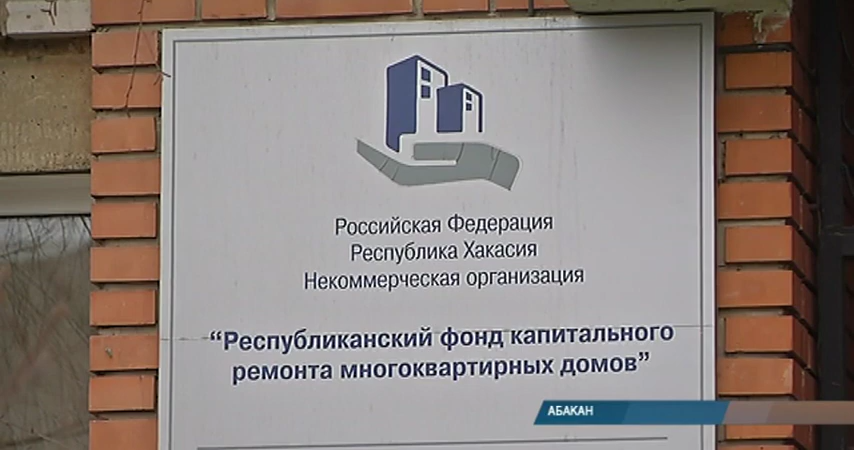 Российская Федерация
Республика Хакасия
Некоммерческая организация
“Республиканский фонд капитального
ремонта многоквартирных домов”
АБАКАН